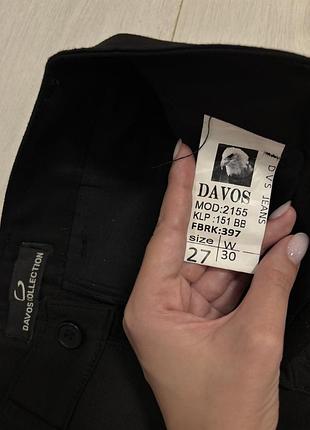 DAVOS
MOD:2155
KLP :151 BB
FBRK:397
size W
27 30
D.V.S JEANS
DAVOS COLLECTION